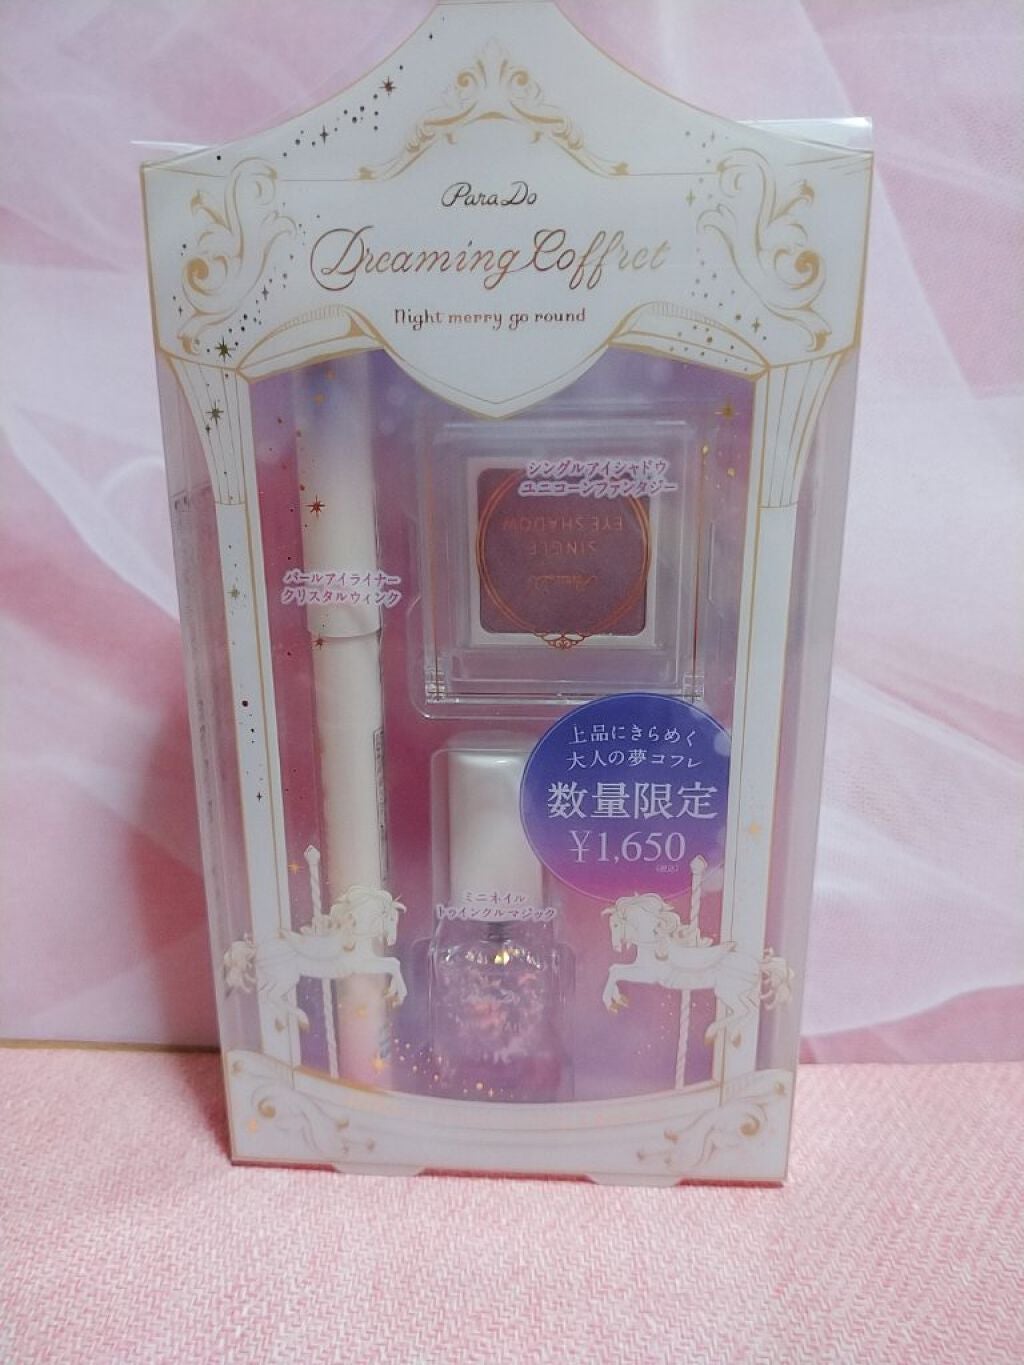 ParaDo
Dreaming Coffret
Night merry go round
シングルアイシャドウ
ユニコーンファンタジー
EYE SHADOW
SINGLE
ParaDo
パールアイライナー
クリスタルウィンク
上品にきらめく
大人の夢コフレ
数量限定
¥1,650
ミニネイル
トゥインクルマジック